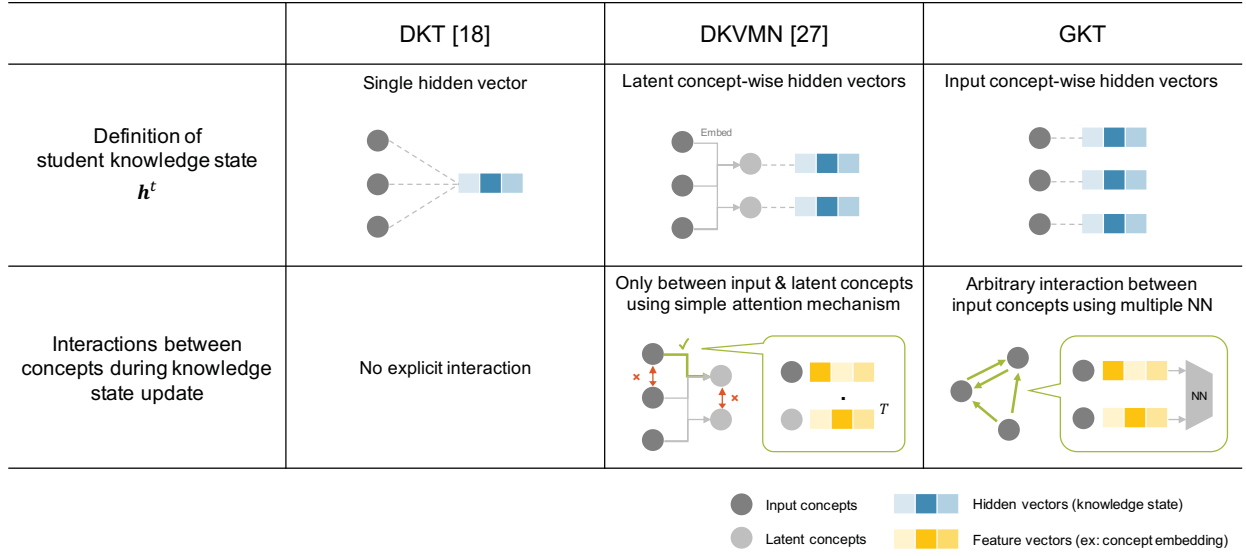 DKT [18]
DKVMN [27]
GKT
Definition of
student knowledge state
h^t
Single hidden vector
Latent concept-wise hidden vectors
Embed
Input concept-wise hidden vectors
Interactions between
concepts during knowledge
state update
No explicit interaction
Only between input & latent concepts
using simple attention mechanism
✓
×
×
·
T
Arbitrary interaction between
input concepts using multiple NN
NN
Input concepts
Hidden vectors (knowledge state)
Latent concepts
Feature vectors (ex: concept embedding)